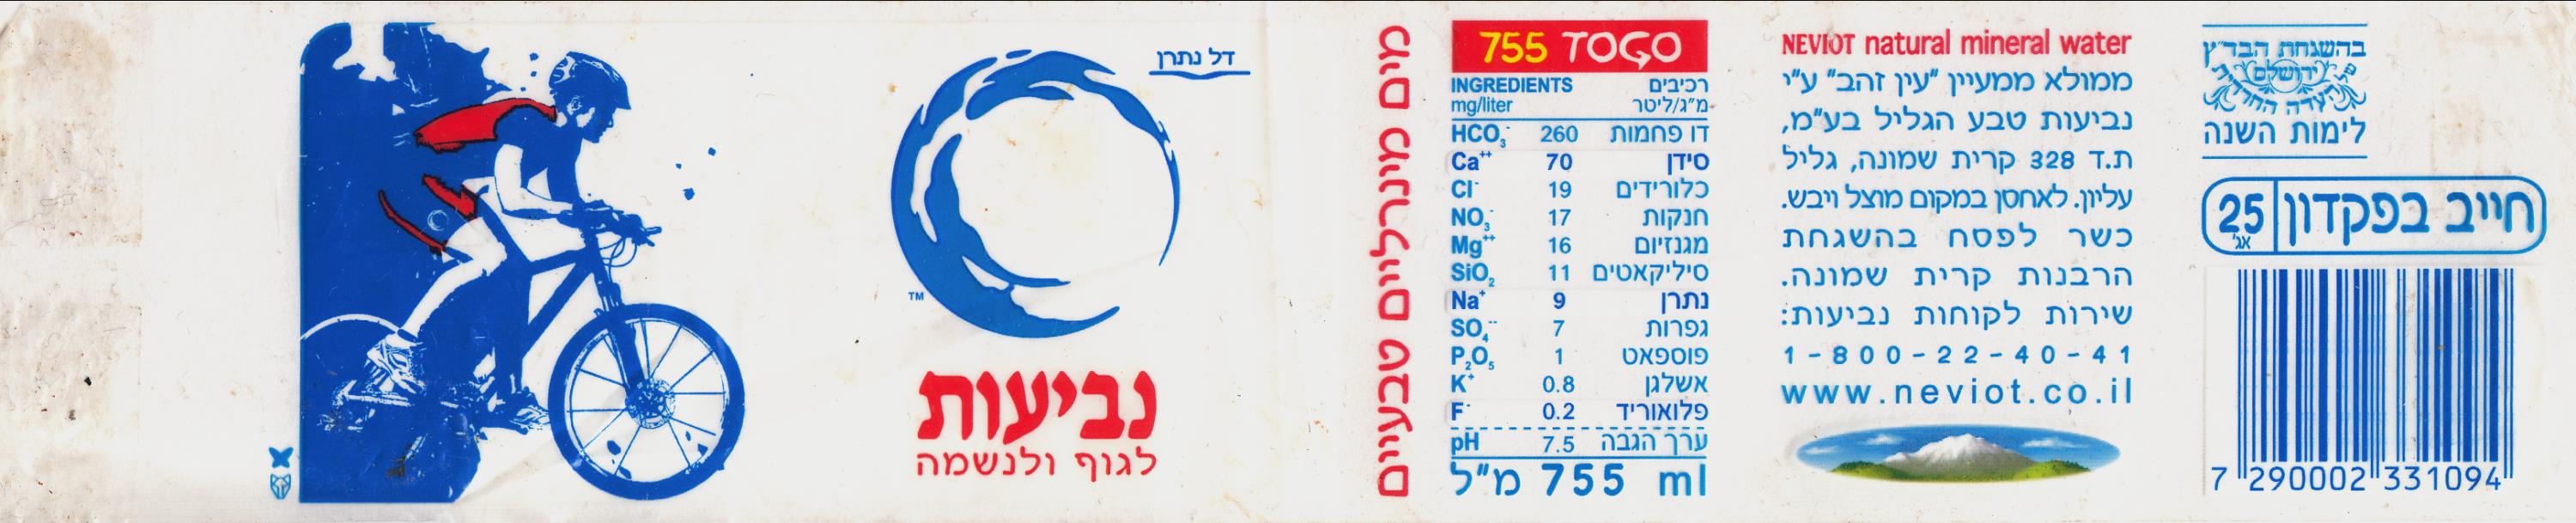 דל נתרן
TM
נביעות
לגוף ולנשמה
מים מינרליים טבעיים
755 TOGO
INGREDIENTS רכיבים
mg/liter מ"ג/ליטר
HCO₃⁻ 260 דו פחמות
Ca⁺⁺ 70 סידן
Cl⁻ 19 כלורידים
NO₃⁻ 17 חנקות
Mg⁺⁺ 16 מגנזיום
SiO₂ 11 סיליקאטים
Na⁺ 9 נתרן
SO₄⁻⁻ 7 גפרות
P₂O₅ 1 פוספאט
K⁺ 0.8 אשלגן
F⁻ 0.2 פלואוריד
pH 7.5 ערך הגבה
755 ml מ"ל
NEVIOT natural mineral water
ממולא ממעיין "עין זהב" ע"י
נביעות טבע הגליל בע"מ,
ת.ד 328 קרית שמונה, גליל
עליון. לאחסן במקום מוצל ויבש.
כשר לפסח בהשגחת
הרבנות קרית שמונה.
שירות לקוחות נביעות:
1-800-22-40-41
www.neviot.co.il
בהשגחת הבד"ץ
של העדה החרדית
ירושלם
לימות השנה
חייב בפקדון 25 אג'
7 290002 331094